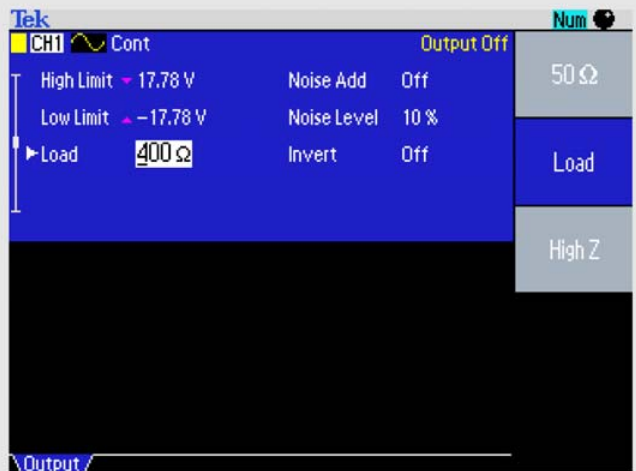 Tek Num
CH1 Cont Output Off
High Limit 17.78 V Noise Add Off
Low Limit −17.78 V Noise Level 10 %
Load 400 Ω Invert Off
50 Ω
Load
High Z
Output